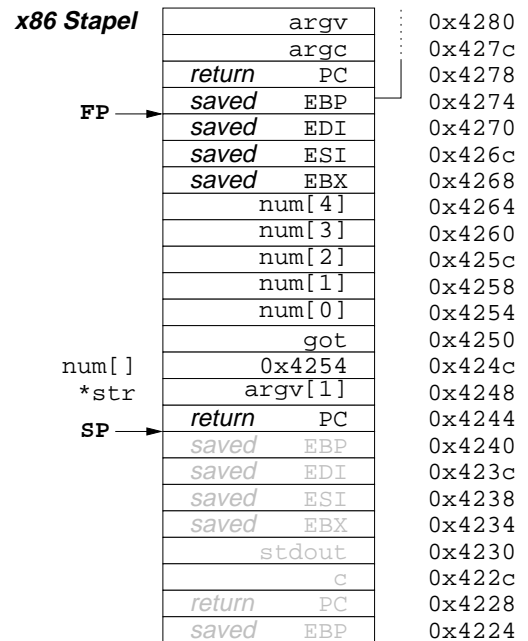 x86 Stapel argv 0x4280
argc 0x427c
return PC 0x4278
FP saved EBP 0x4274
saved EDI 0x4270
saved ESI 0x426c
saved EBX 0x4268
num[4] 0x4264
num[3] 0x4260
num[2] 0x425c
num[1] 0x4258
num[0] 0x4254
got 0x4250
num[] 0x4254 0x424c
*str argv[1] 0x4248
SP return PC 0x4244
saved EBP 0x4240
saved EDI 0x423c
saved ESI 0x4238
saved EBX 0x4234
stdout 0x4230
c 0x422c
return PC 0x4228
saved EBP 0x4224